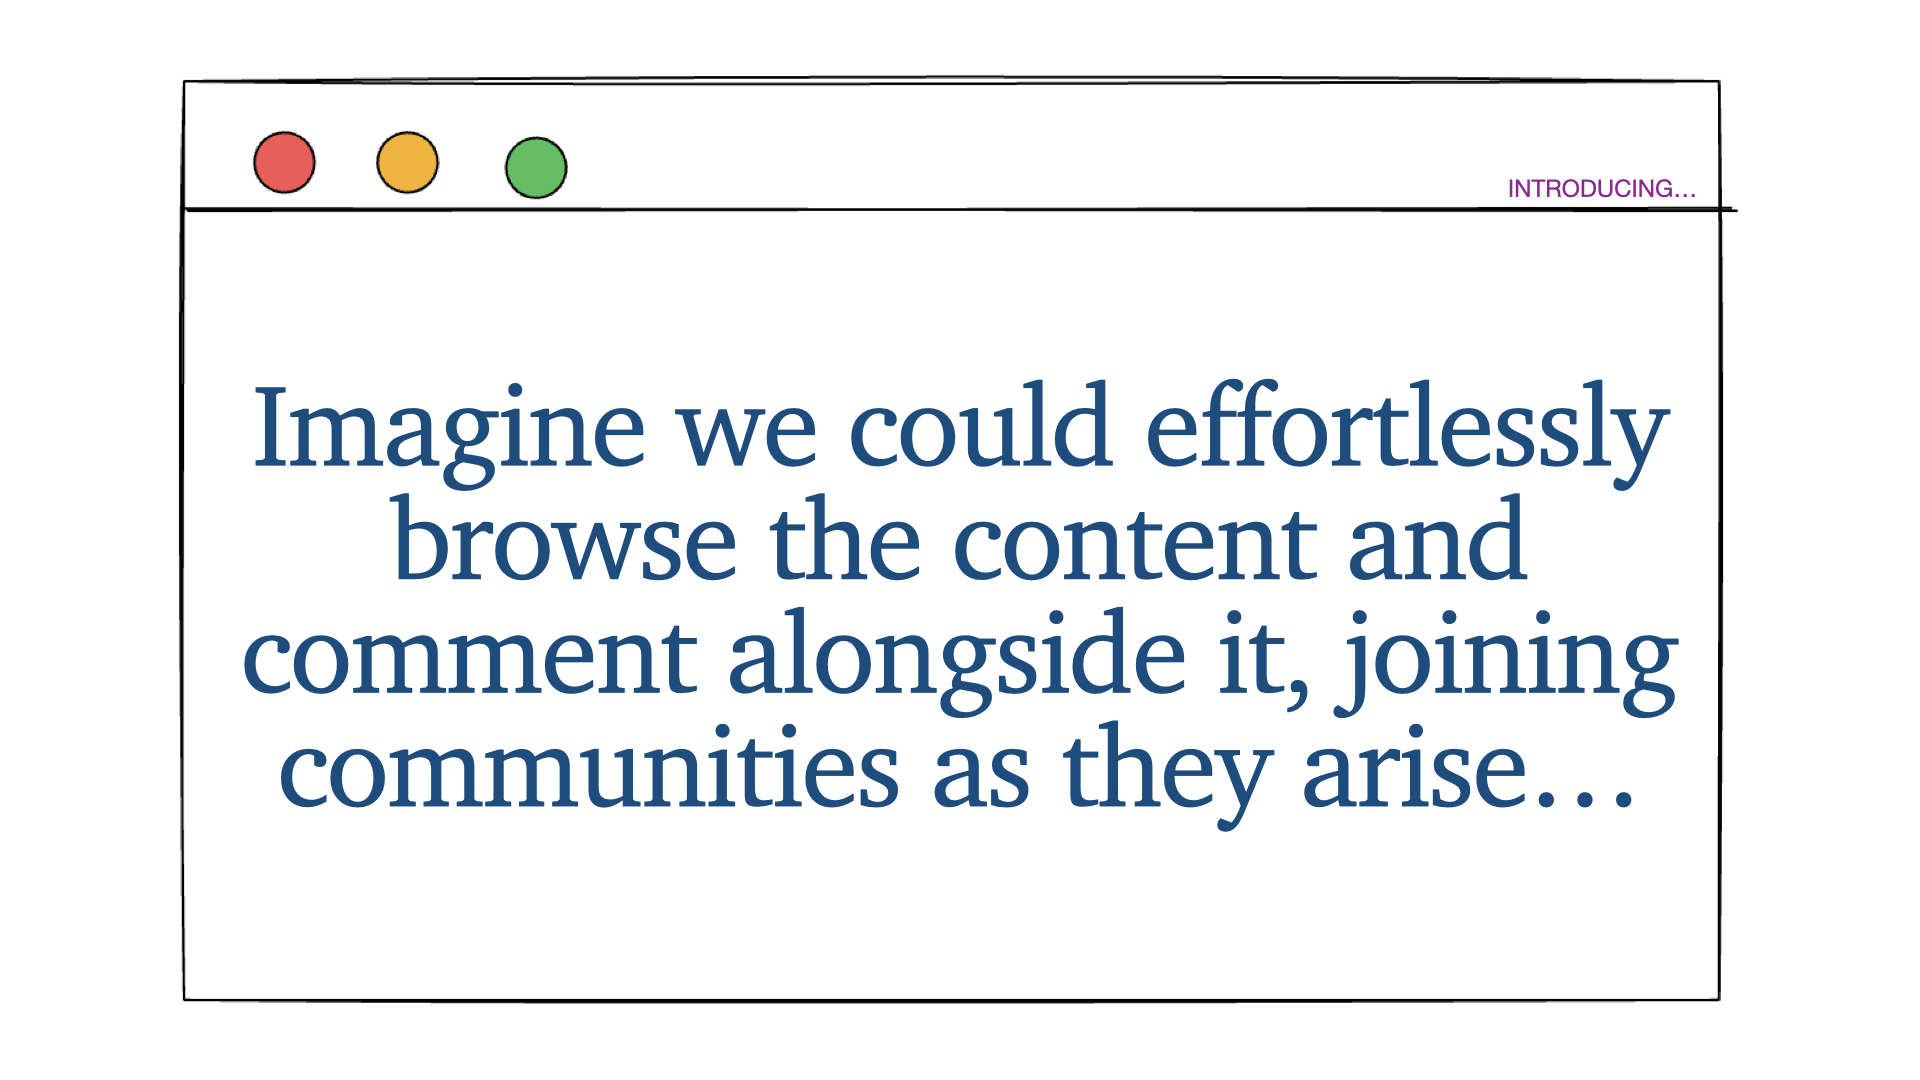 INTRODUCING…
Imagine we could effortlessly
browse the content and
comment alongside it, joining
communities as they arise…